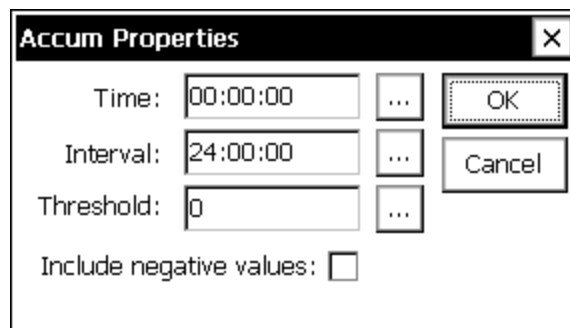 Accum Properties
Time: 00:00:00 ... OK
Interval: 24:00:00 ... Cancel
Threshold: 0 ...
Include negative values: